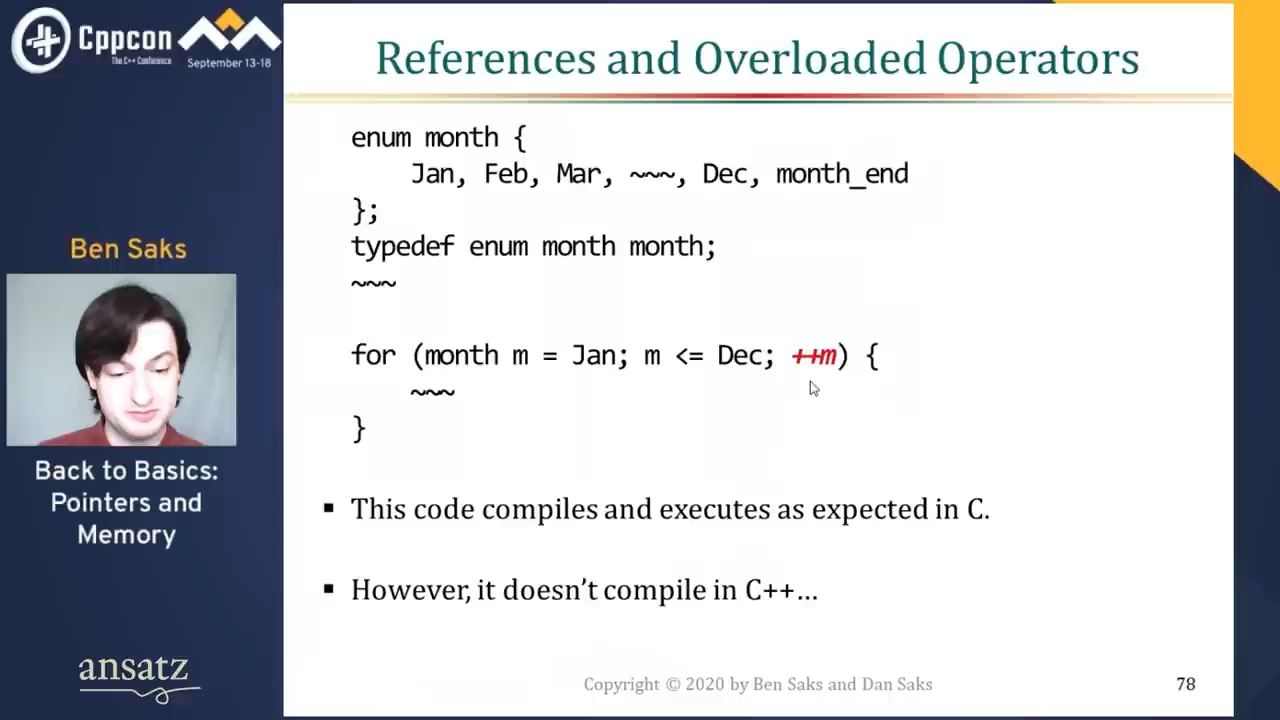 Cppcon
The C++ Conference
September 13-18
Ben Saks
Back to Basics:
Pointers and
Memory
ansatz
References and Overloaded Operators
enum month {
Jan, Feb, Mar, ~~~, Dec, month_end
};
typedef enum month month;
~~~
for (month m = Jan; m <= Dec; ++m) {
~~~
}
▪ This code compiles and executes as expected in C.
▪ However, it doesn’t compile in C++…
Copyright © 2020 by Ben Saks and Dan Saks
78